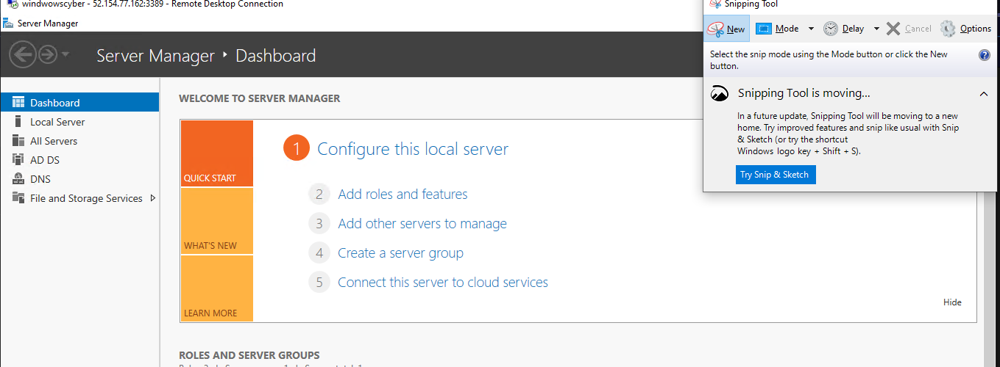 windwowscyber - 52.154.77.162:3389 - Remote Desktop Connection
Server Manager
Server Manager ‣ Dashboard
Dashboard
Local Server
All Servers
AD DS
DNS
File and Storage Services
WELCOME TO SERVER MANAGER
QUICK START
WHAT'S NEW
LEARN MORE
1 Configure this local server
2 Add roles and features
3 Add other servers to manage
4 Create a server group
5 Connect this server to cloud services
Hide
ROLES AND SERVER GROUPS
Snipping Tool
New Mode Delay Cancel Options
Select the snip mode using the Mode button or click the New
button.
Snipping Tool is moving...
In a future update, Snipping Tool will be moving to a new
home. Try improved features and snip like usual with Snip
& Sketch (or try the shortcut
Windows logo key + Shift + S).
Try Snip & Sketch